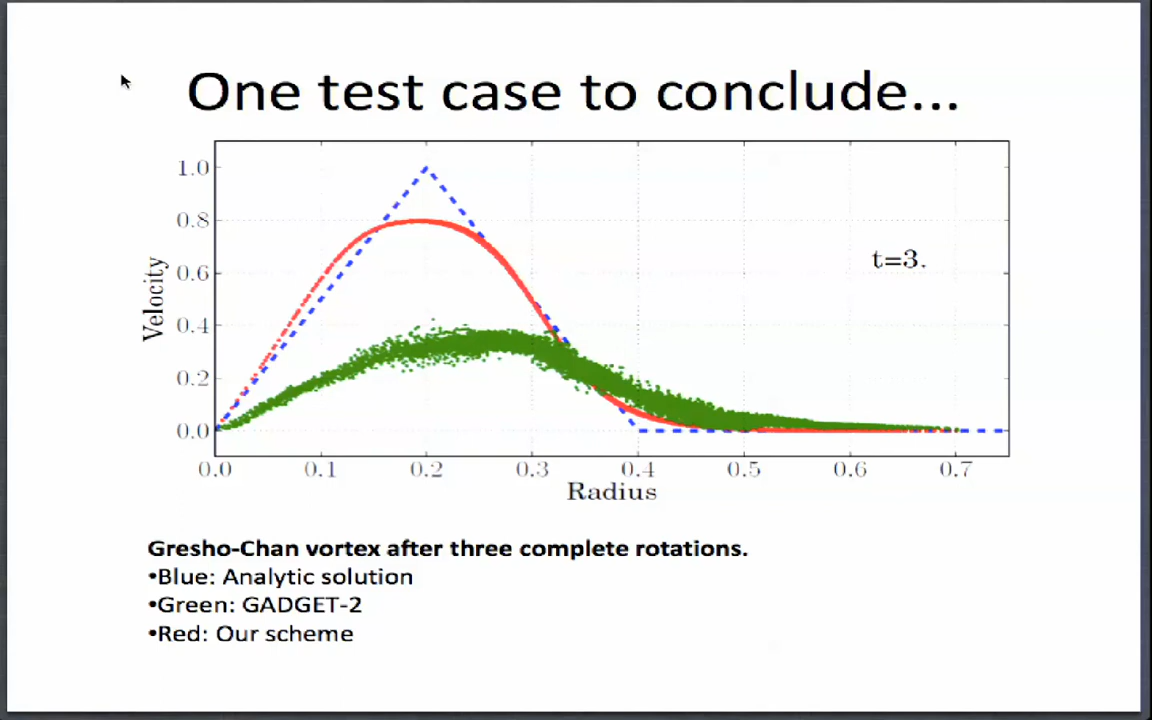 One test case to conclude...
1.0
0.8
0.6
0.4
0.2
0.0
Velocity
t=3.
0.0 0.1 0.2 0.3 0.4 0.5 0.6 0.7
Radius
Gresho-Chan vortex after three complete rotations.
•Blue: Analytic solution
•Green: GADGET-2
•Red: Our scheme